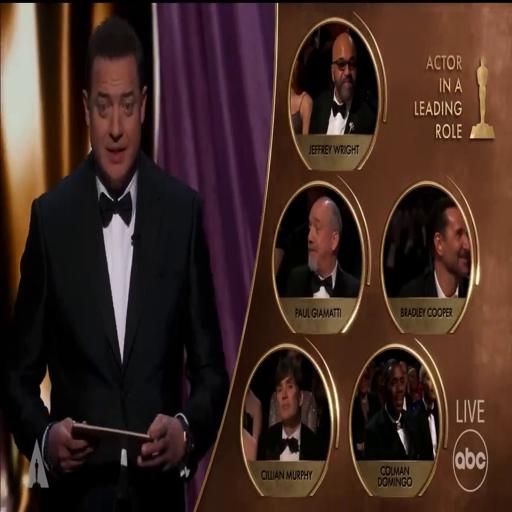 ACTOR
IN A
LEADING
ROLE
JEFFREY WRIGHT
PAUL GIAMATTI
BRADLEY COOPER
CILLIAN MURPHY
COLMAN
DOMINGO
LIVE
abc